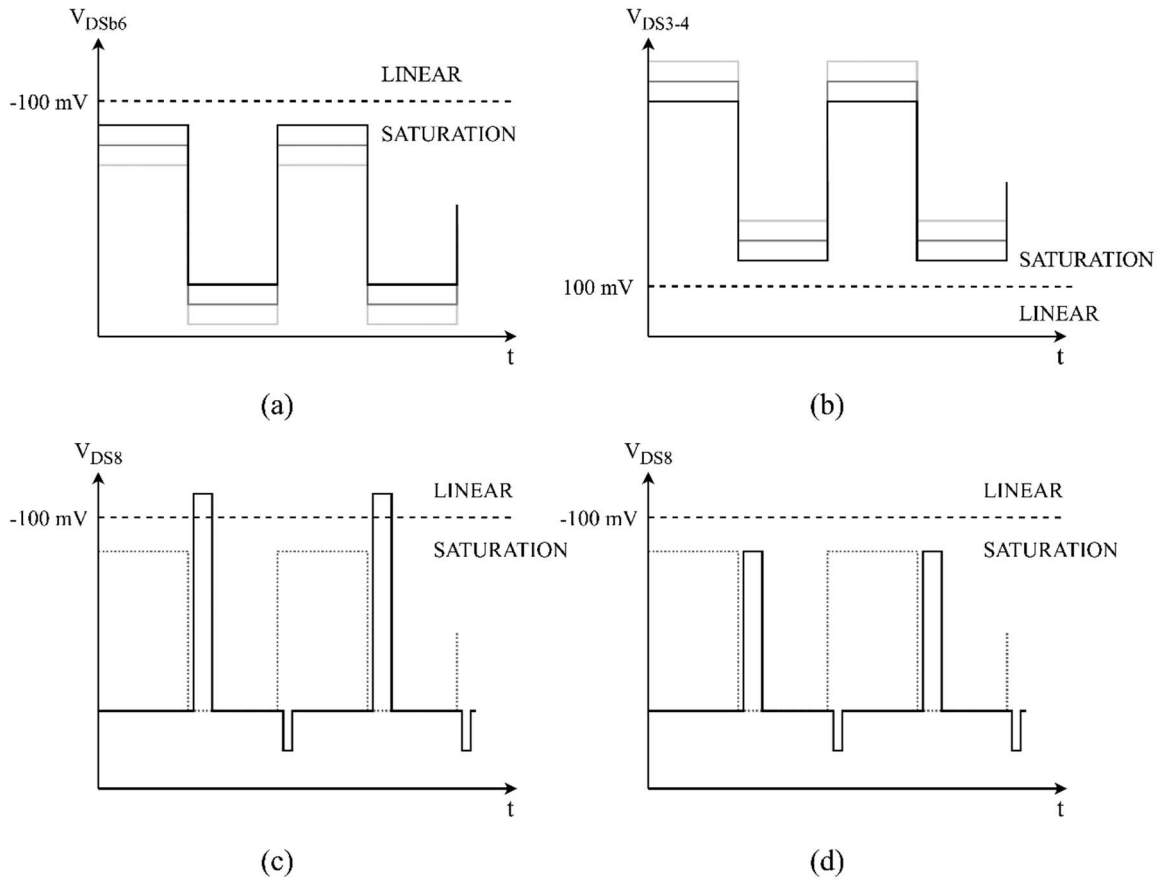 V_DSb6
LINEAR
-100 mV
SATURATION
t
(a)
V_DS3-4
SATURATION
100 mV
LINEAR
t
(b)
V_DS8
LINEAR
-100 mV
SATURATION
t
(c)
V_DS8
LINEAR
-100 mV
SATURATION
t
(d)